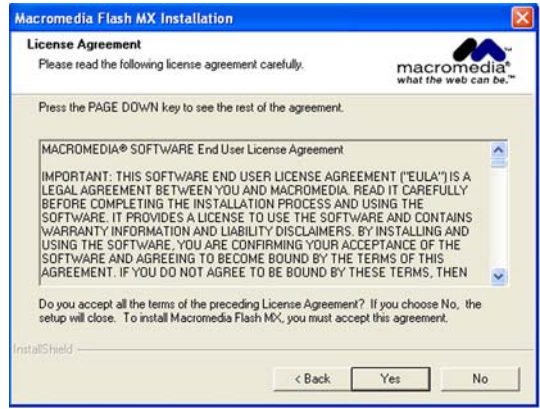 Macromedia Flash MX Installation
License Agreement
Please read the following license agreement carefully.
macromedia®
what the web can be.™
Press the PAGE DOWN key to see the rest of the agreement.
MACROMEDIA® SOFTWARE End User License Agreement
IMPORTANT: THIS SOFTWARE END USER LICENSE AGREEMENT ("EULA") IS A
LEGAL AGREEMENT BETWEEN YOU AND MACROMEDIA. READ IT CAREFULLY
BEFORE COMPLETING THE INSTALLATION PROCESS AND USING THE
SOFTWARE. IT PROVIDES A LICENSE TO USE THE SOFTWARE AND CONTAINS
WARRANTY INFORMATION AND LIABILITY DISCLAIMERS. BY INSTALLING AND
USING THE SOFTWARE, YOU ARE CONFIRMING YOUR ACCEPTANCE OF THE
SOFTWARE AND AGREEING TO BECOME BOUND BY THE TERMS OF THIS
AGREEMENT. IF YOU DO NOT AGREE TO BE BOUND BY THESE TERMS, THEN
Do you accept all the terms of the preceding License Agreement? If you choose No, the
setup will close. To install Macromedia Flash MX, you must accept this agreement.
InstallShield
< Back Yes No